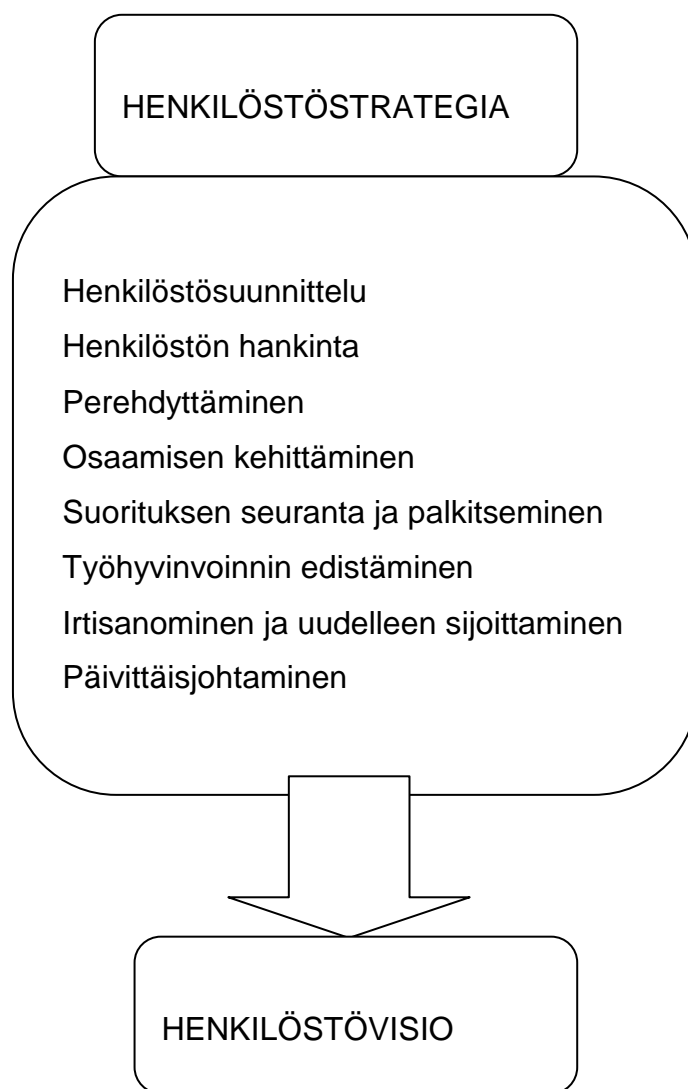 HENKILÖSTÖSTRATEGIA
Henkilöstösuunnittelu
Henkilöstön hankinta
Perehdyttäminen
Osaamisen kehittäminen
Suorituksen seuranta ja palkitseminen
Työhyvinvoinnin edistäminen
Irtisanominen ja uudelleen sijoittaminen
Päivittäisjohtaminen
HENKILÖSTÖVISIO